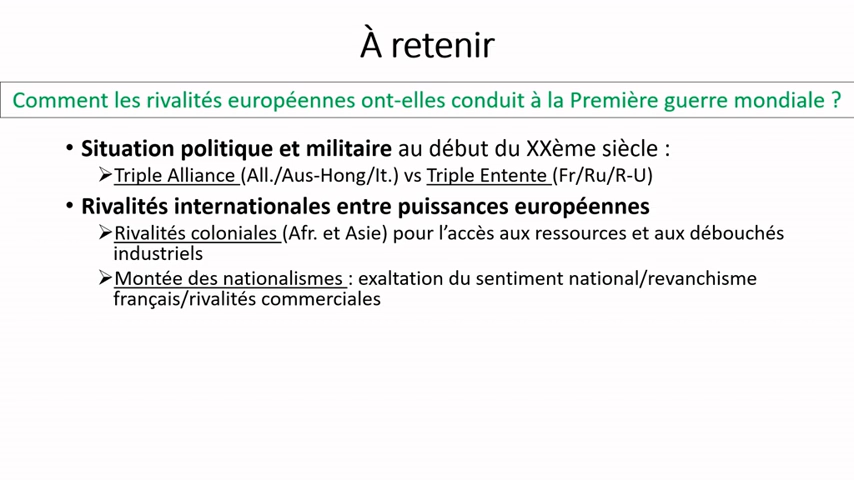 À retenir
Comment les rivalités européennes ont-elles conduit à la Première guerre mondiale ?
• Situation politique et militaire au début du XXème siècle :
➢Triple Alliance (All./Aus-Hong/It.) vs Triple Entente (Fr/Ru/R-U)
• Rivalités internationales entre puissances européennes
➢Rivalités coloniales (Afr. et Asie) pour l’accès aux ressources et aux débouchés
industriels
➢Montée des nationalismes : exaltation du sentiment national/revanchisme
français/rivalités commerciales